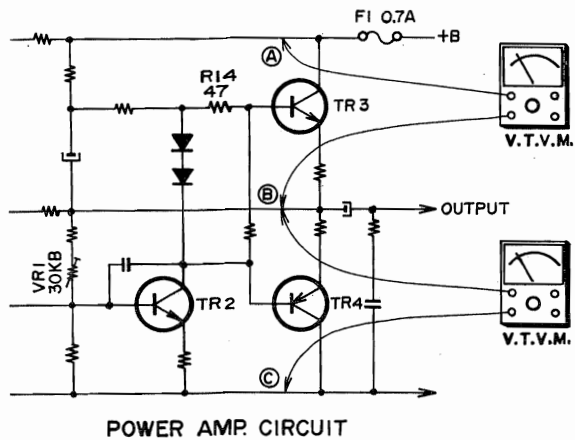 F1 0.7A
+B
A
R14
47
TR3
V.T.V.M.
B
OUTPUT
VR1
30KB
TR2
TR4
V.T.V.M.
C
POWER AMP. CIRCUIT